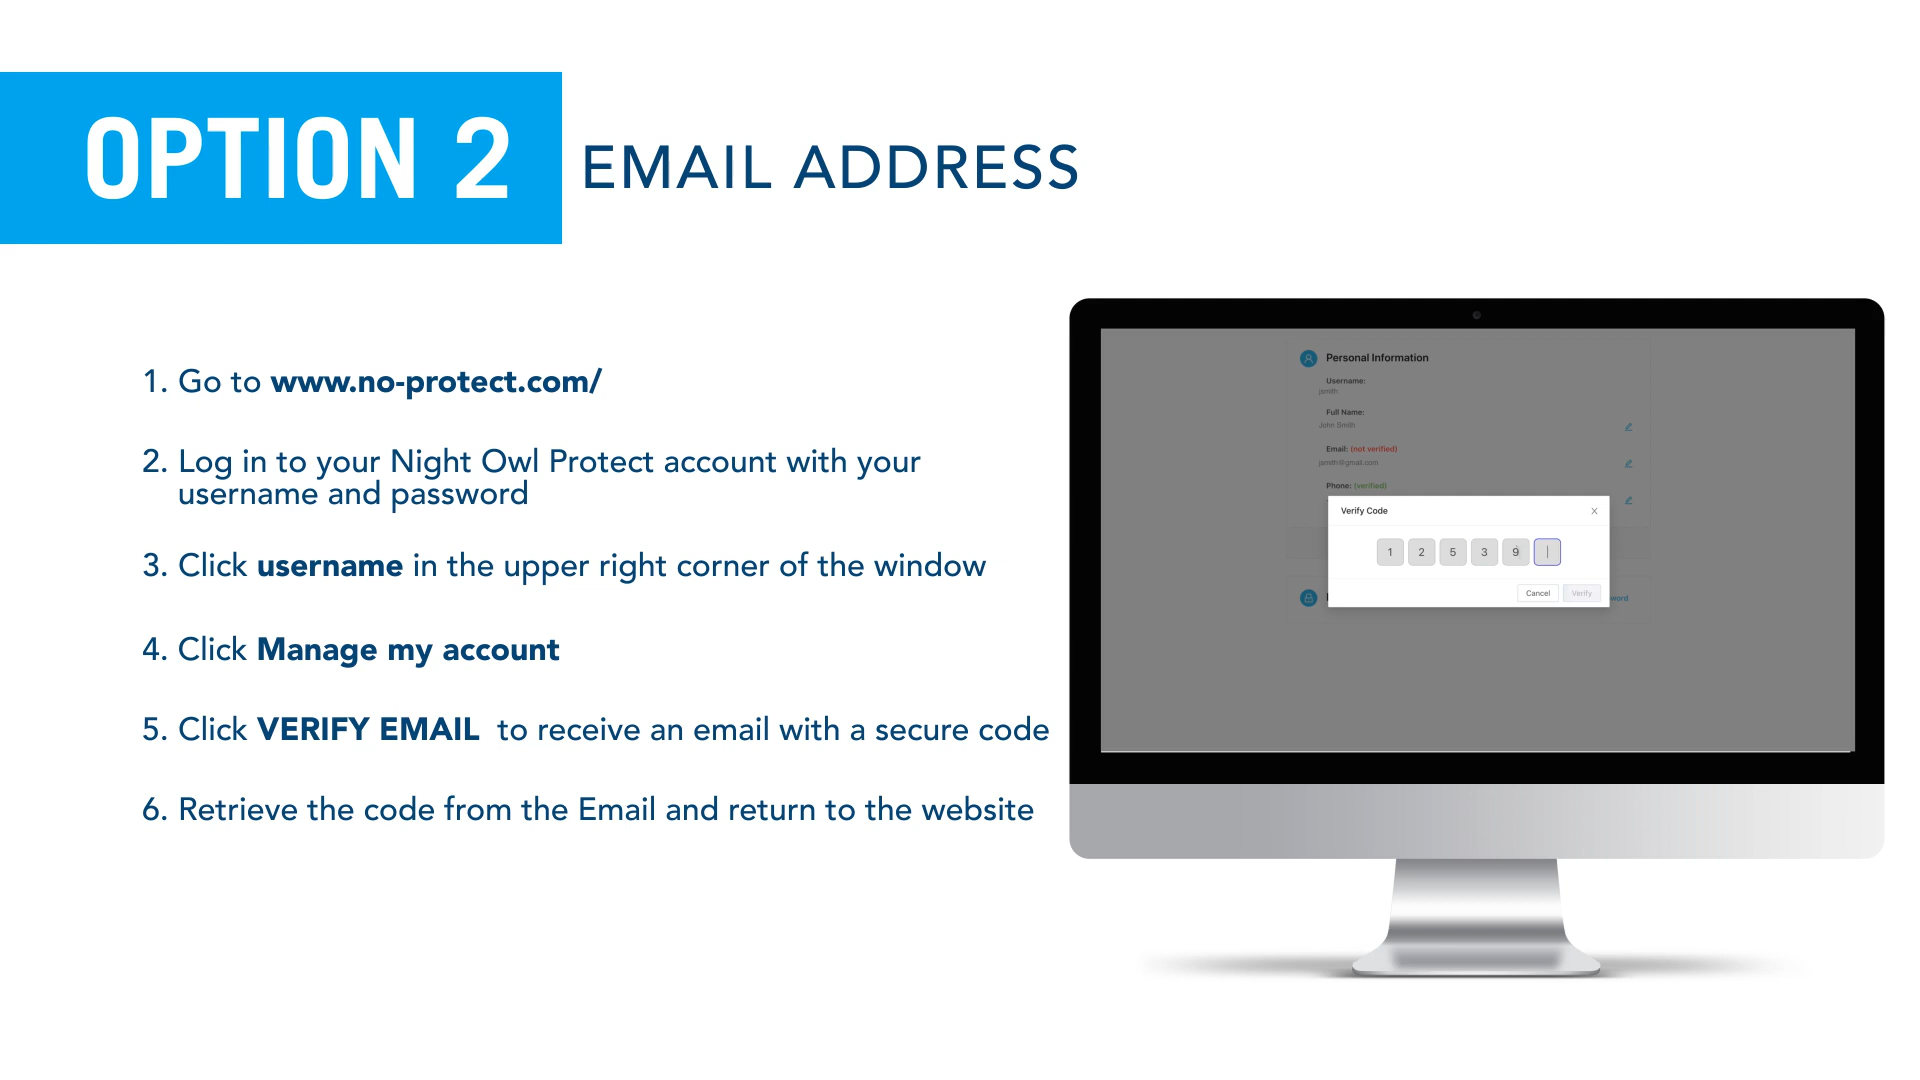 OPTION 2
EMAIL ADDRESS
1. Go to www.no-protect.com/
2. Log in to your Night Owl Protect account with your
username and password
3. Click username in the upper right corner of the window
4. Click Manage my account
5. Click VERIFY EMAIL to receive an email with a secure code
6. Retrieve the code from the Email and return to the website
Personal Information
Username:
jsmith
Full Name:
John Smith
Email: (not verified)
jsmith@gmail.com
Phone: (verified)
Verify Code
X
1 2 5 3 9
Cancel Verify